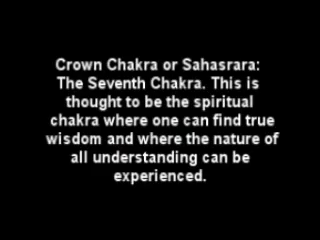 Crown Chakra or Sahasrara:
The Seventh Chakra. This is
thought to be the spiritual
chakra where one can find true
wisdom and where the nature of
all understanding can be
experienced.